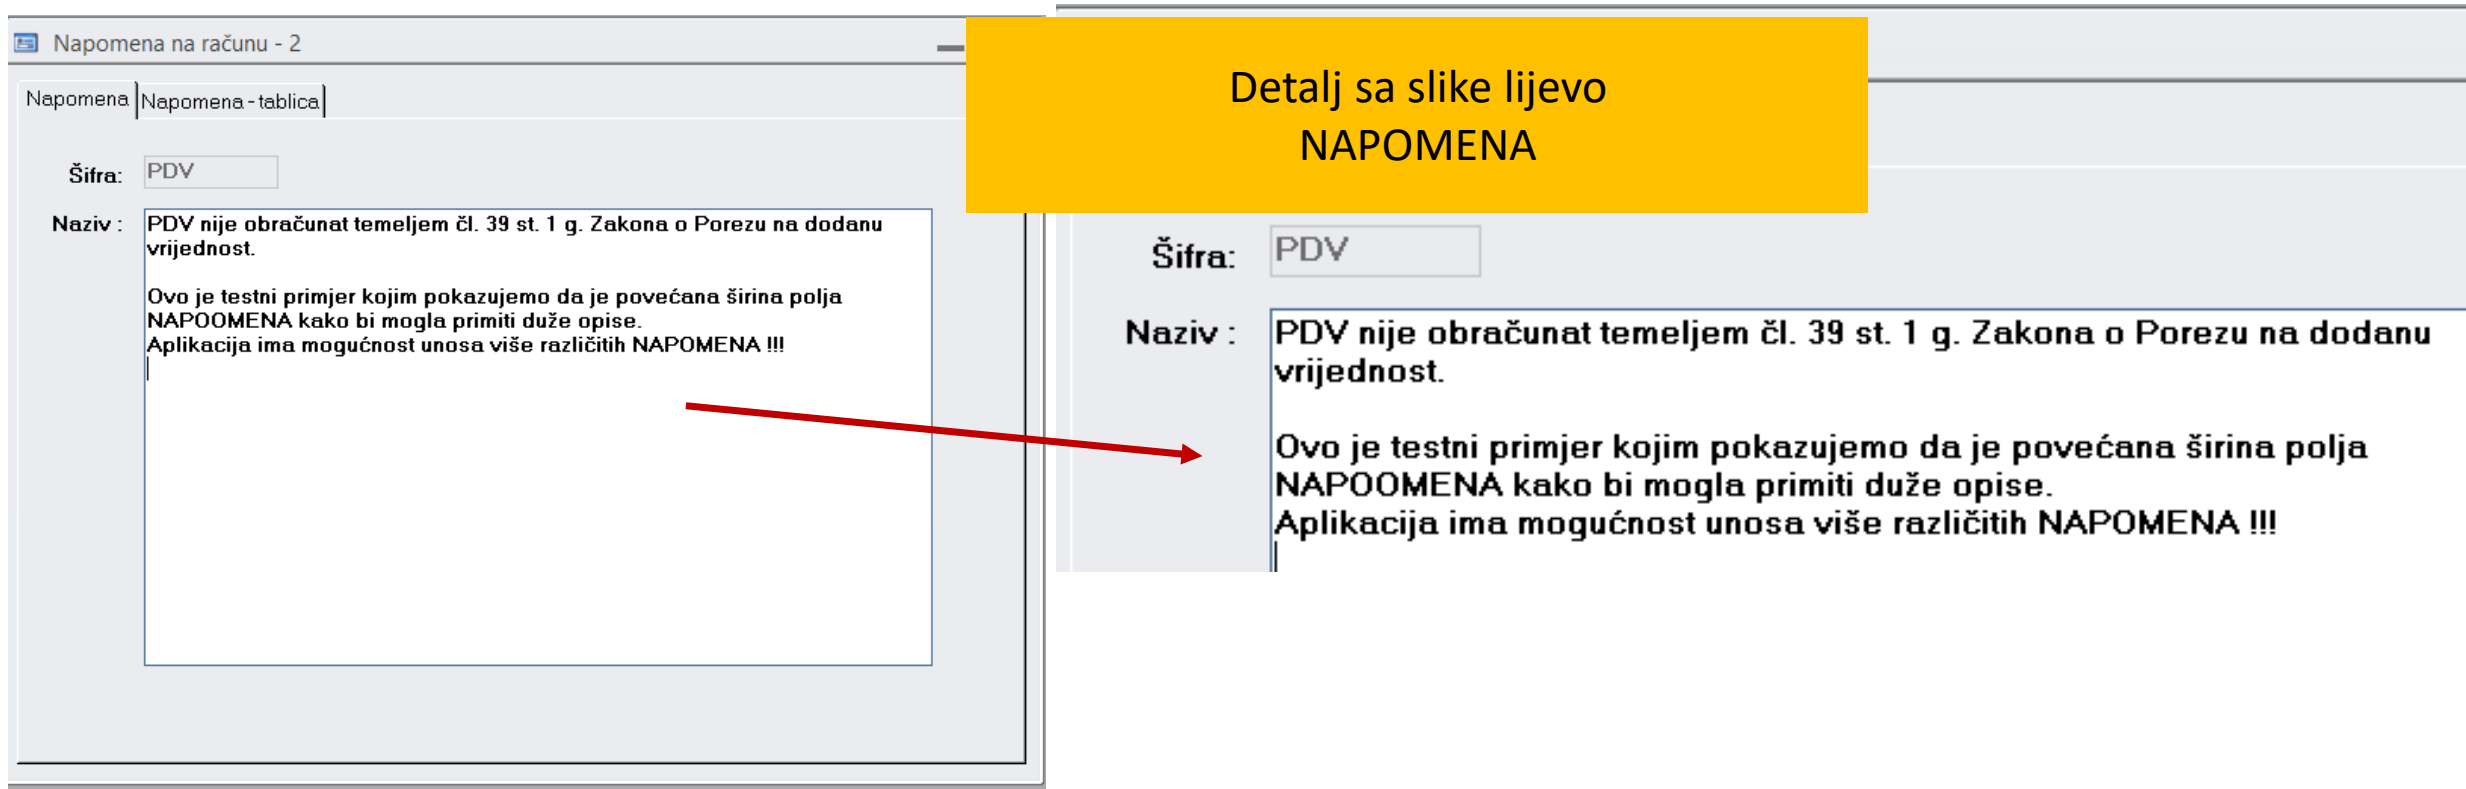 Napomena na računu - 2
Napomena
Napomena - tablica
Šifra: PDV
Naziv : PDV nije obračunat temeljem čl. 39 st. 1 g. Zakona o Porezu na dodanu
vrijednost.
Ovo je testni primjer kojim pokazujemo da je povećana širina polja
NAPOOMENA kako bi mogla primiti duže opise.
Aplikacija ima mogućnost unosa više različitih NAPOMENA !!!
Detalj sa slike lijevo
NAPOMENA
Šifra: PDV
Naziv : PDV nije obračunat temeljem čl. 39 st. 1 g. Zakona o Porezu na dodanu
vrijednost.
Ovo je testni primjer kojim pokazujemo da je povećana širina polja
NAPOOMENA kako bi mogla primiti duže opise.
Aplikacija ima mogućnost unosa više različitih NAPOMENA !!!